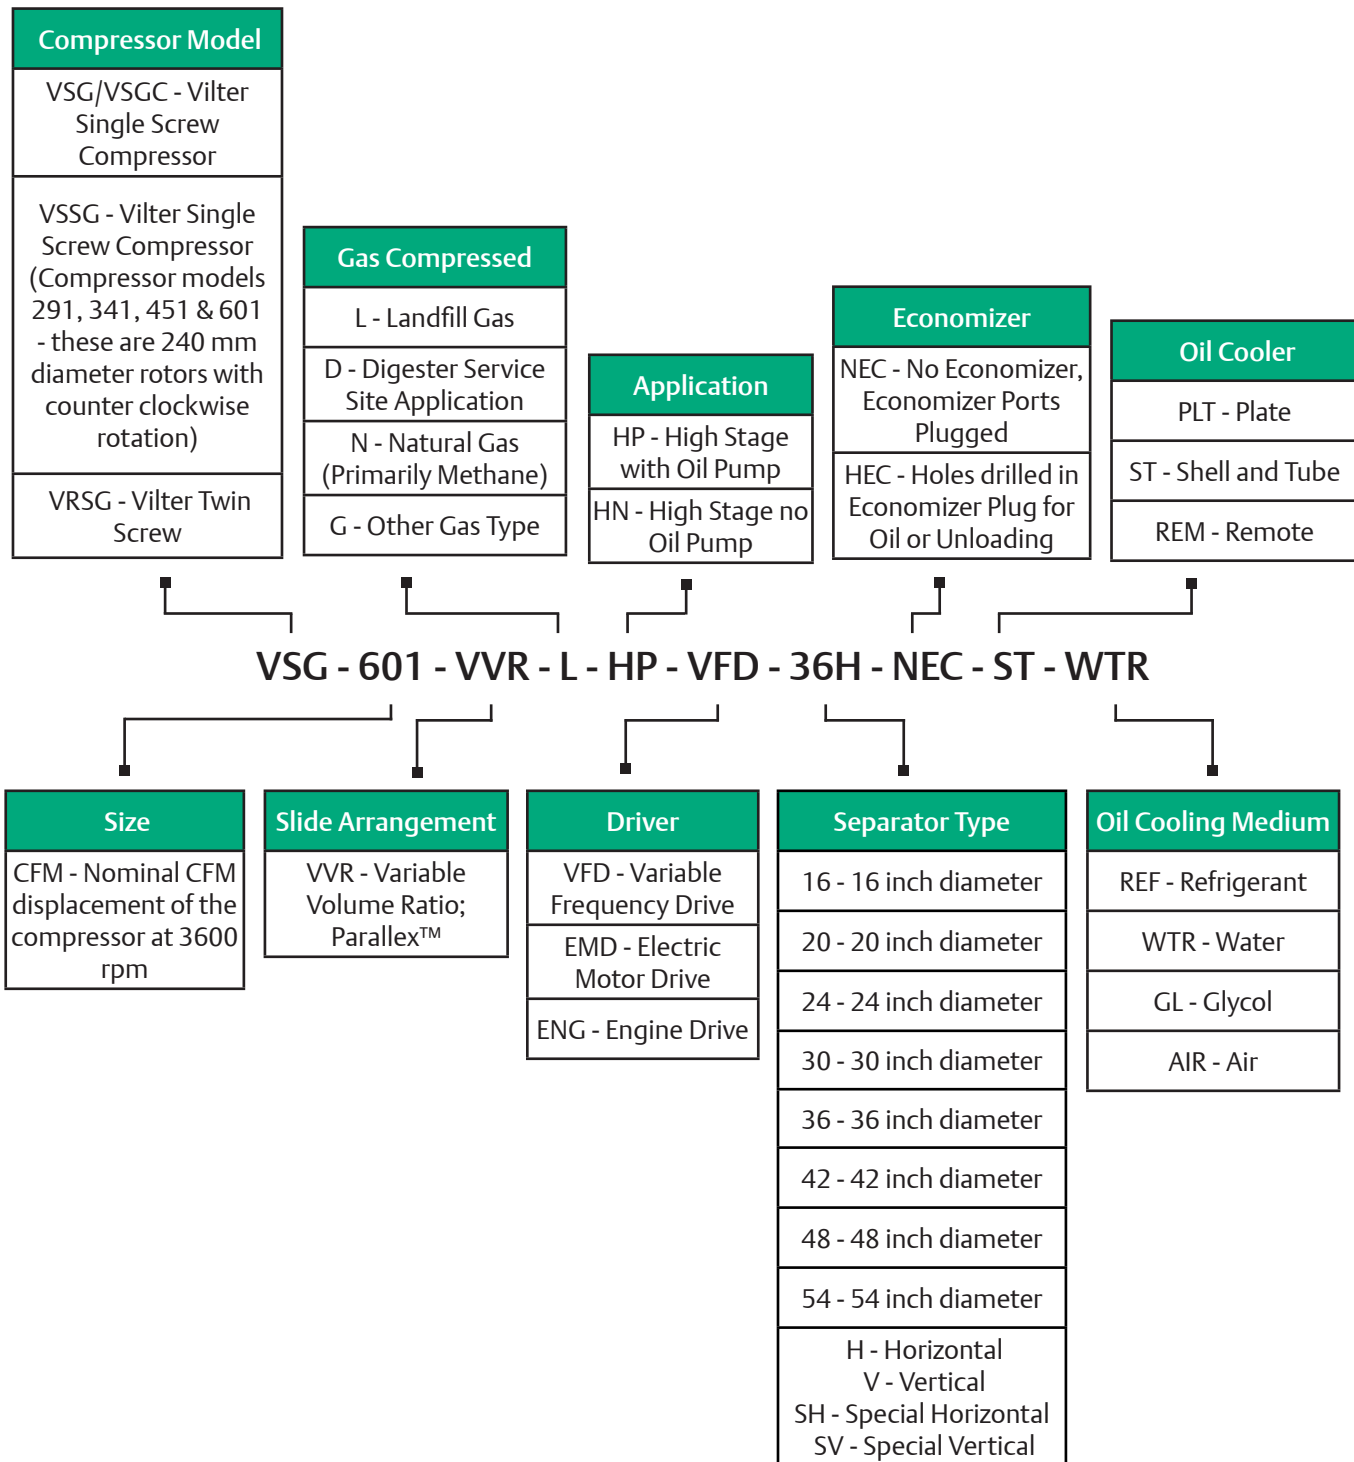 Compressor Model
VSG/VSGC - Vilter
Single Screw
Compressor
VSSG - Vilter Single
Screw Compressor
(Compressor models
291, 341, 451 & 601
- these are 240 mm
diameter rotors with
counter clockwise
rotation)
VRSG - Vilter Twin
Screw
Gas Compressed
L - Landfill Gas
D - Digester Service
Site Application
N - Natural Gas
(Primarily Methane)
G - Other Gas Type
Application
HP - High Stage
with Oil Pump
HN - High Stage no
Oil Pump
Economizer
NEC - No Economizer,
Economizer Ports
Plugged
HEC - Holes drilled in
Economizer Plug for
Oil or Unloading
Oil Cooler
PLT - Plate
ST - Shell and Tube
REM - Remote
VSG - 601 - VVR - L - HP - VFD - 36H - NEC - ST - WTR
Size
CFM - Nominal CFM
displacement of the
compressor at 3600
rpm
Slide Arrangement
VVR - Variable
Volume Ratio;
Parallex™
Driver
VFD - Variable
Frequency Drive
EMD - Electric
Motor Drive
ENG - Engine Drive
Separator Type
16 - 16 inch diameter
20 - 20 inch diameter
24 - 24 inch diameter
30 - 30 inch diameter
36 - 36 inch diameter
42 - 42 inch diameter
48 - 48 inch diameter
54 - 54 inch diameter
H - Horizontal
V - Vertical
SH - Special Horizontal
SV - Special Vertical
Oil Cooling Medium
REF - Refrigerant
WTR - Water
GL - Glycol
AIR - Air